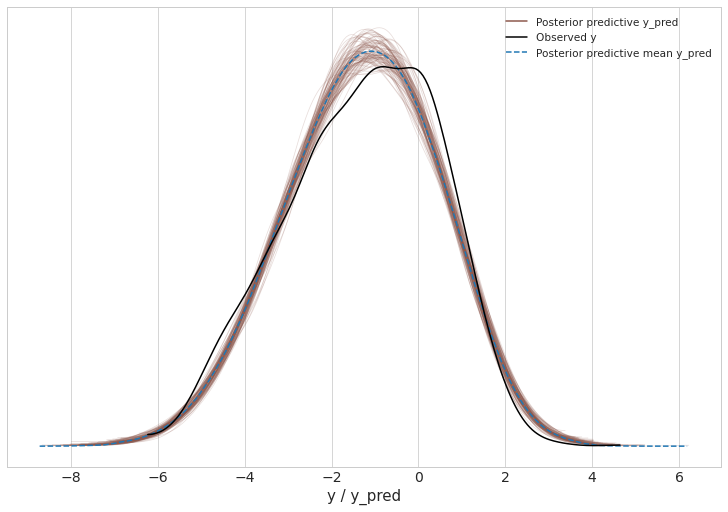 Posterior predictive y_pred
Observed y
Posterior predictive mean y_pred
−8 −6 −4 −2 0 2 4 6
y / y_pred